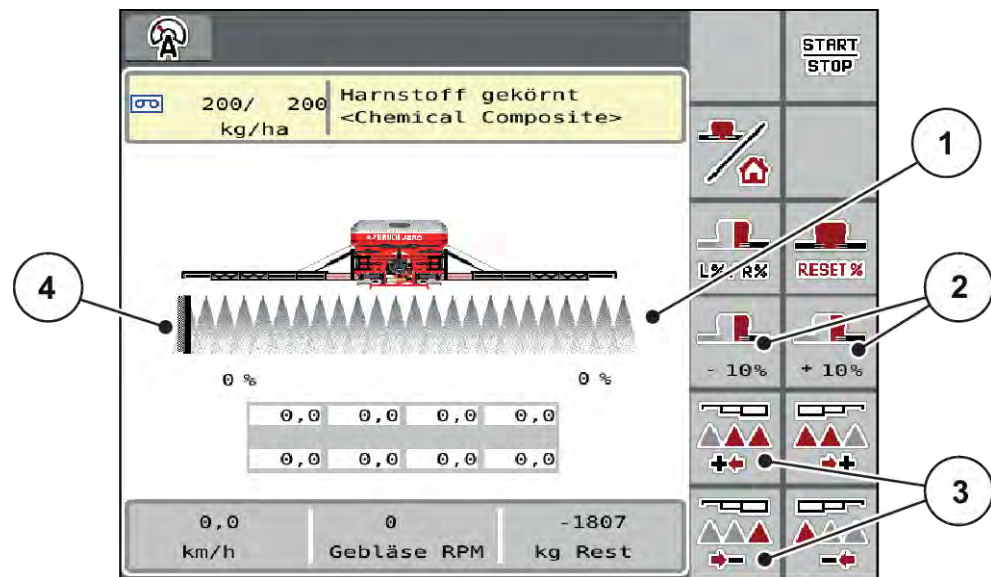 A
START
STOP
200/ 200
kg/ha
Harnstoff gekörnt
<Chemical Composite>
1
L% / R%
RESET %
4
2
- 10%
+ 10%
0 %
0 %
0,0 0,0 0,0 0,0
0,0 0,0 0,0 0,0
3
0,0
km/h
0
Gebläse RPM
-1807
kg Rest